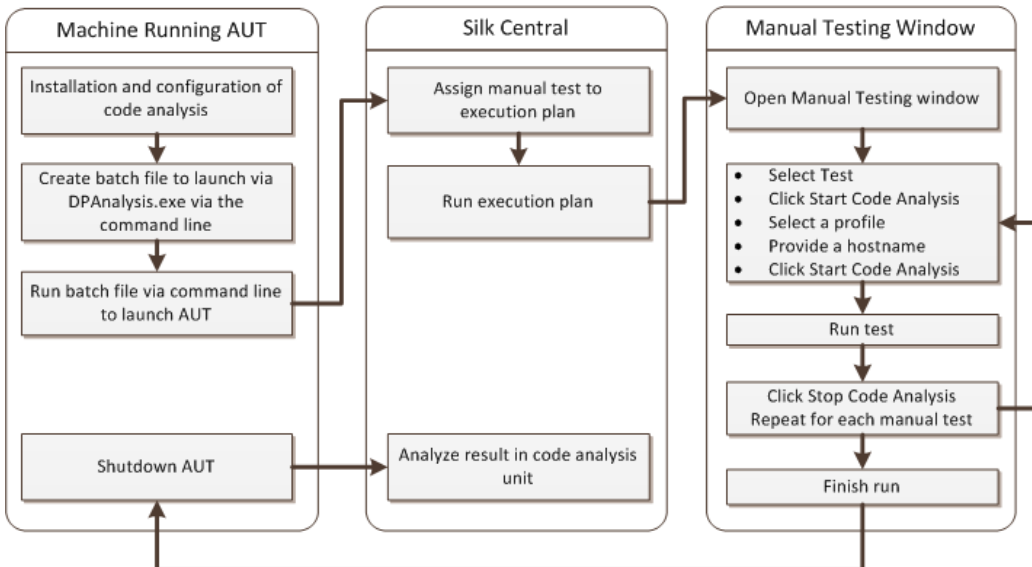 Machine Running AUT
Installation and configuration of
code analysis
Create batch file to launch via
DPAnalysis.exe via the
command line
Run batch file via command line
to launch AUT
Shutdown AUT
Silk Central
Assign manual test to
execution plan
Run execution plan
Analyze result in code analysis
unit
Manual Testing Window
Open Manual Testing window
• Select Test
• Click Start Code Analysis
• Select a profile
• Provide a hostname
• Click Start Code Analysis
Run test
Click Stop Code Analysis
Repeat for each manual test
Finish run